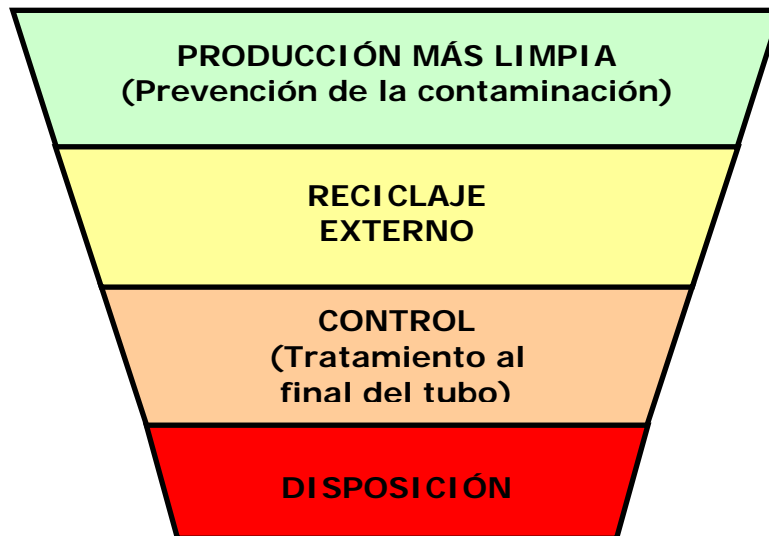 PRODUCCIÓN MÁS LIMPIA
(Prevención de la contaminación)
RECICLAJE
EXTERNO
CONTROL
(Tratamiento al
final del tubo)
DISPOSICIÓN